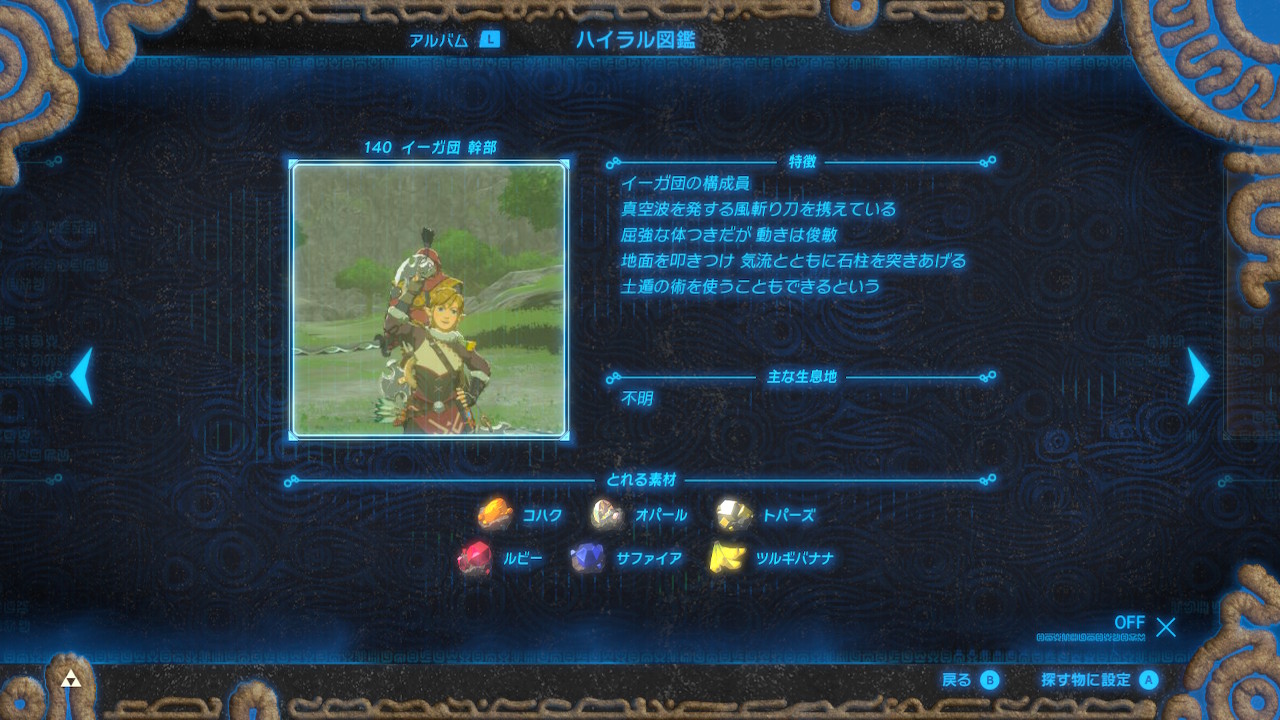 アルバム L
ハイラル図鑑
140 イーガ団 幹部
特徴
イーガ団の構成員
真空波を発する風斬り刀を携えている
屈強な体つきだが 動きは俊敏
地面を叩きつけ 気流とともに石柱を突きあげる
土遁の術を使うこともできるという
主な生息地
不明
とれる素材
コハク オパール トパーズ
ルビー サファイア ツルギバナナ
OFF
戻る B 探す物に設定 A